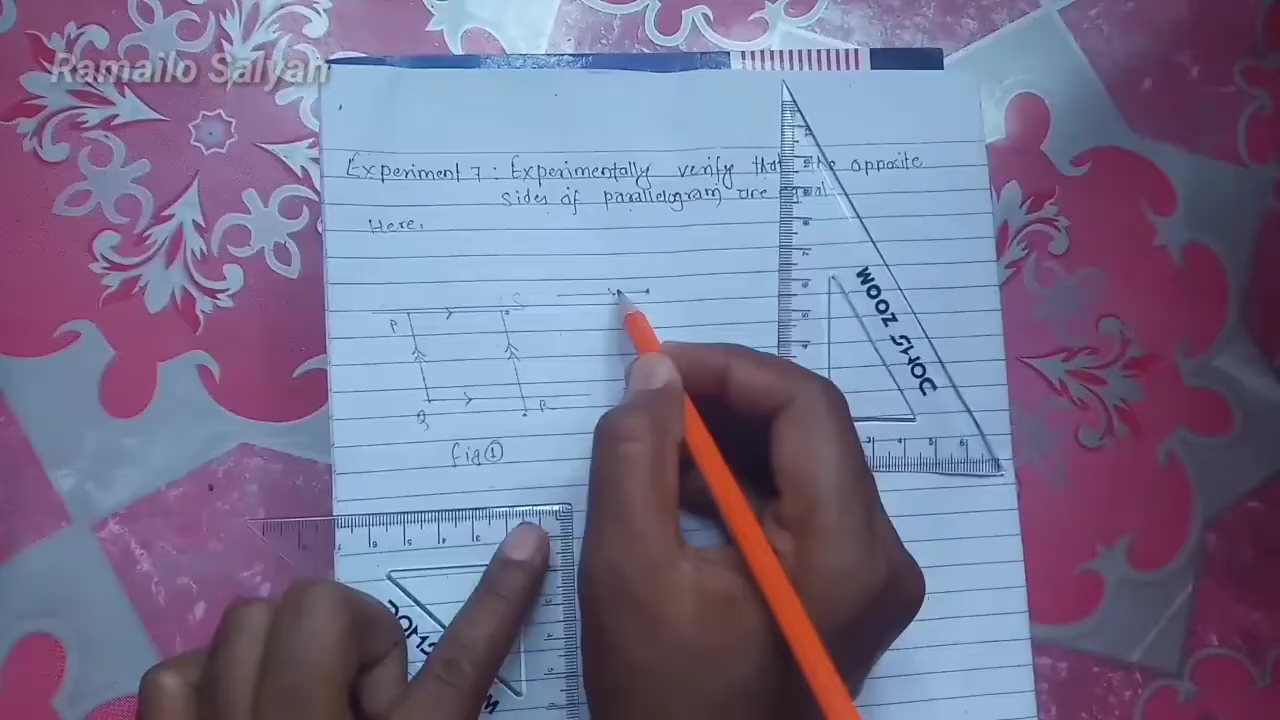 Ramailo Salyan
Experiment 7 : Experimentally verify that the opposite
sides of parallelogram are equal.
Here,
P
S
Q
R
fig ①
DOMS ZOOM
DOMS